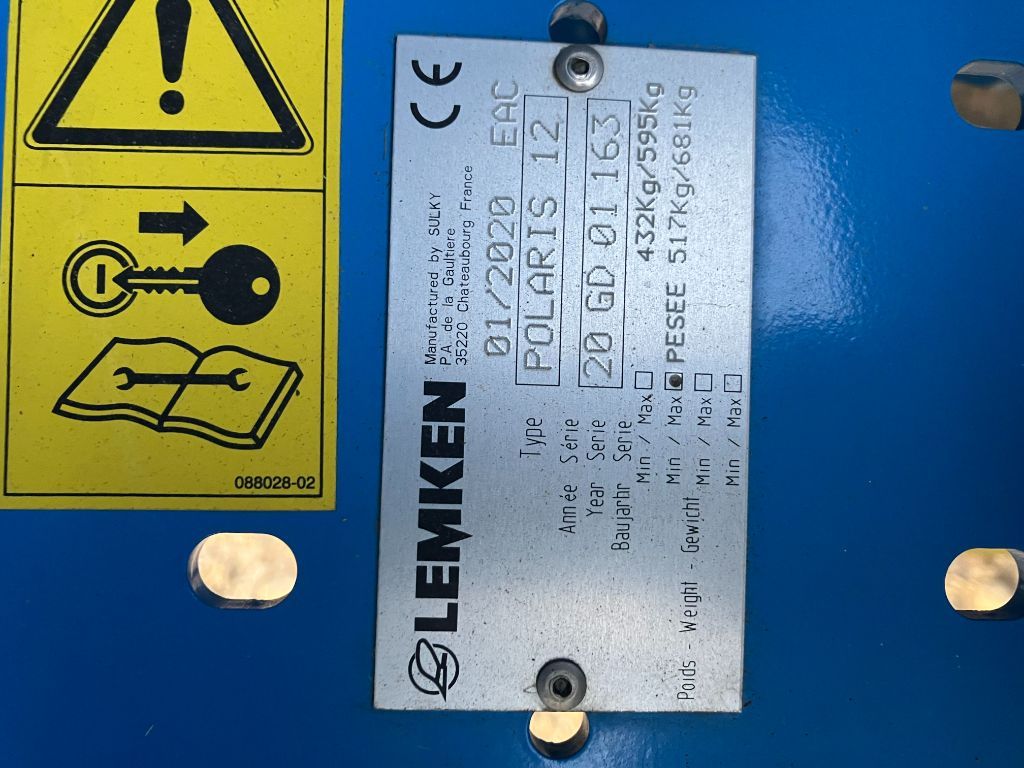 088028-02
LEMKEN
Manufactured by SULKY
P.A. de la Gaultiere
35220 Chateaubourg France
CE
01/2020 EAC
Type POLARIS 12
Année Série
Year Serie
Baujarhr Serie
20 GD 01 163
Poids - Weight - Gewicht
Min / Max 432Kg/595Kg
Min / Max PESEE 517Kg/681Kg
Min / Max
Min / Max